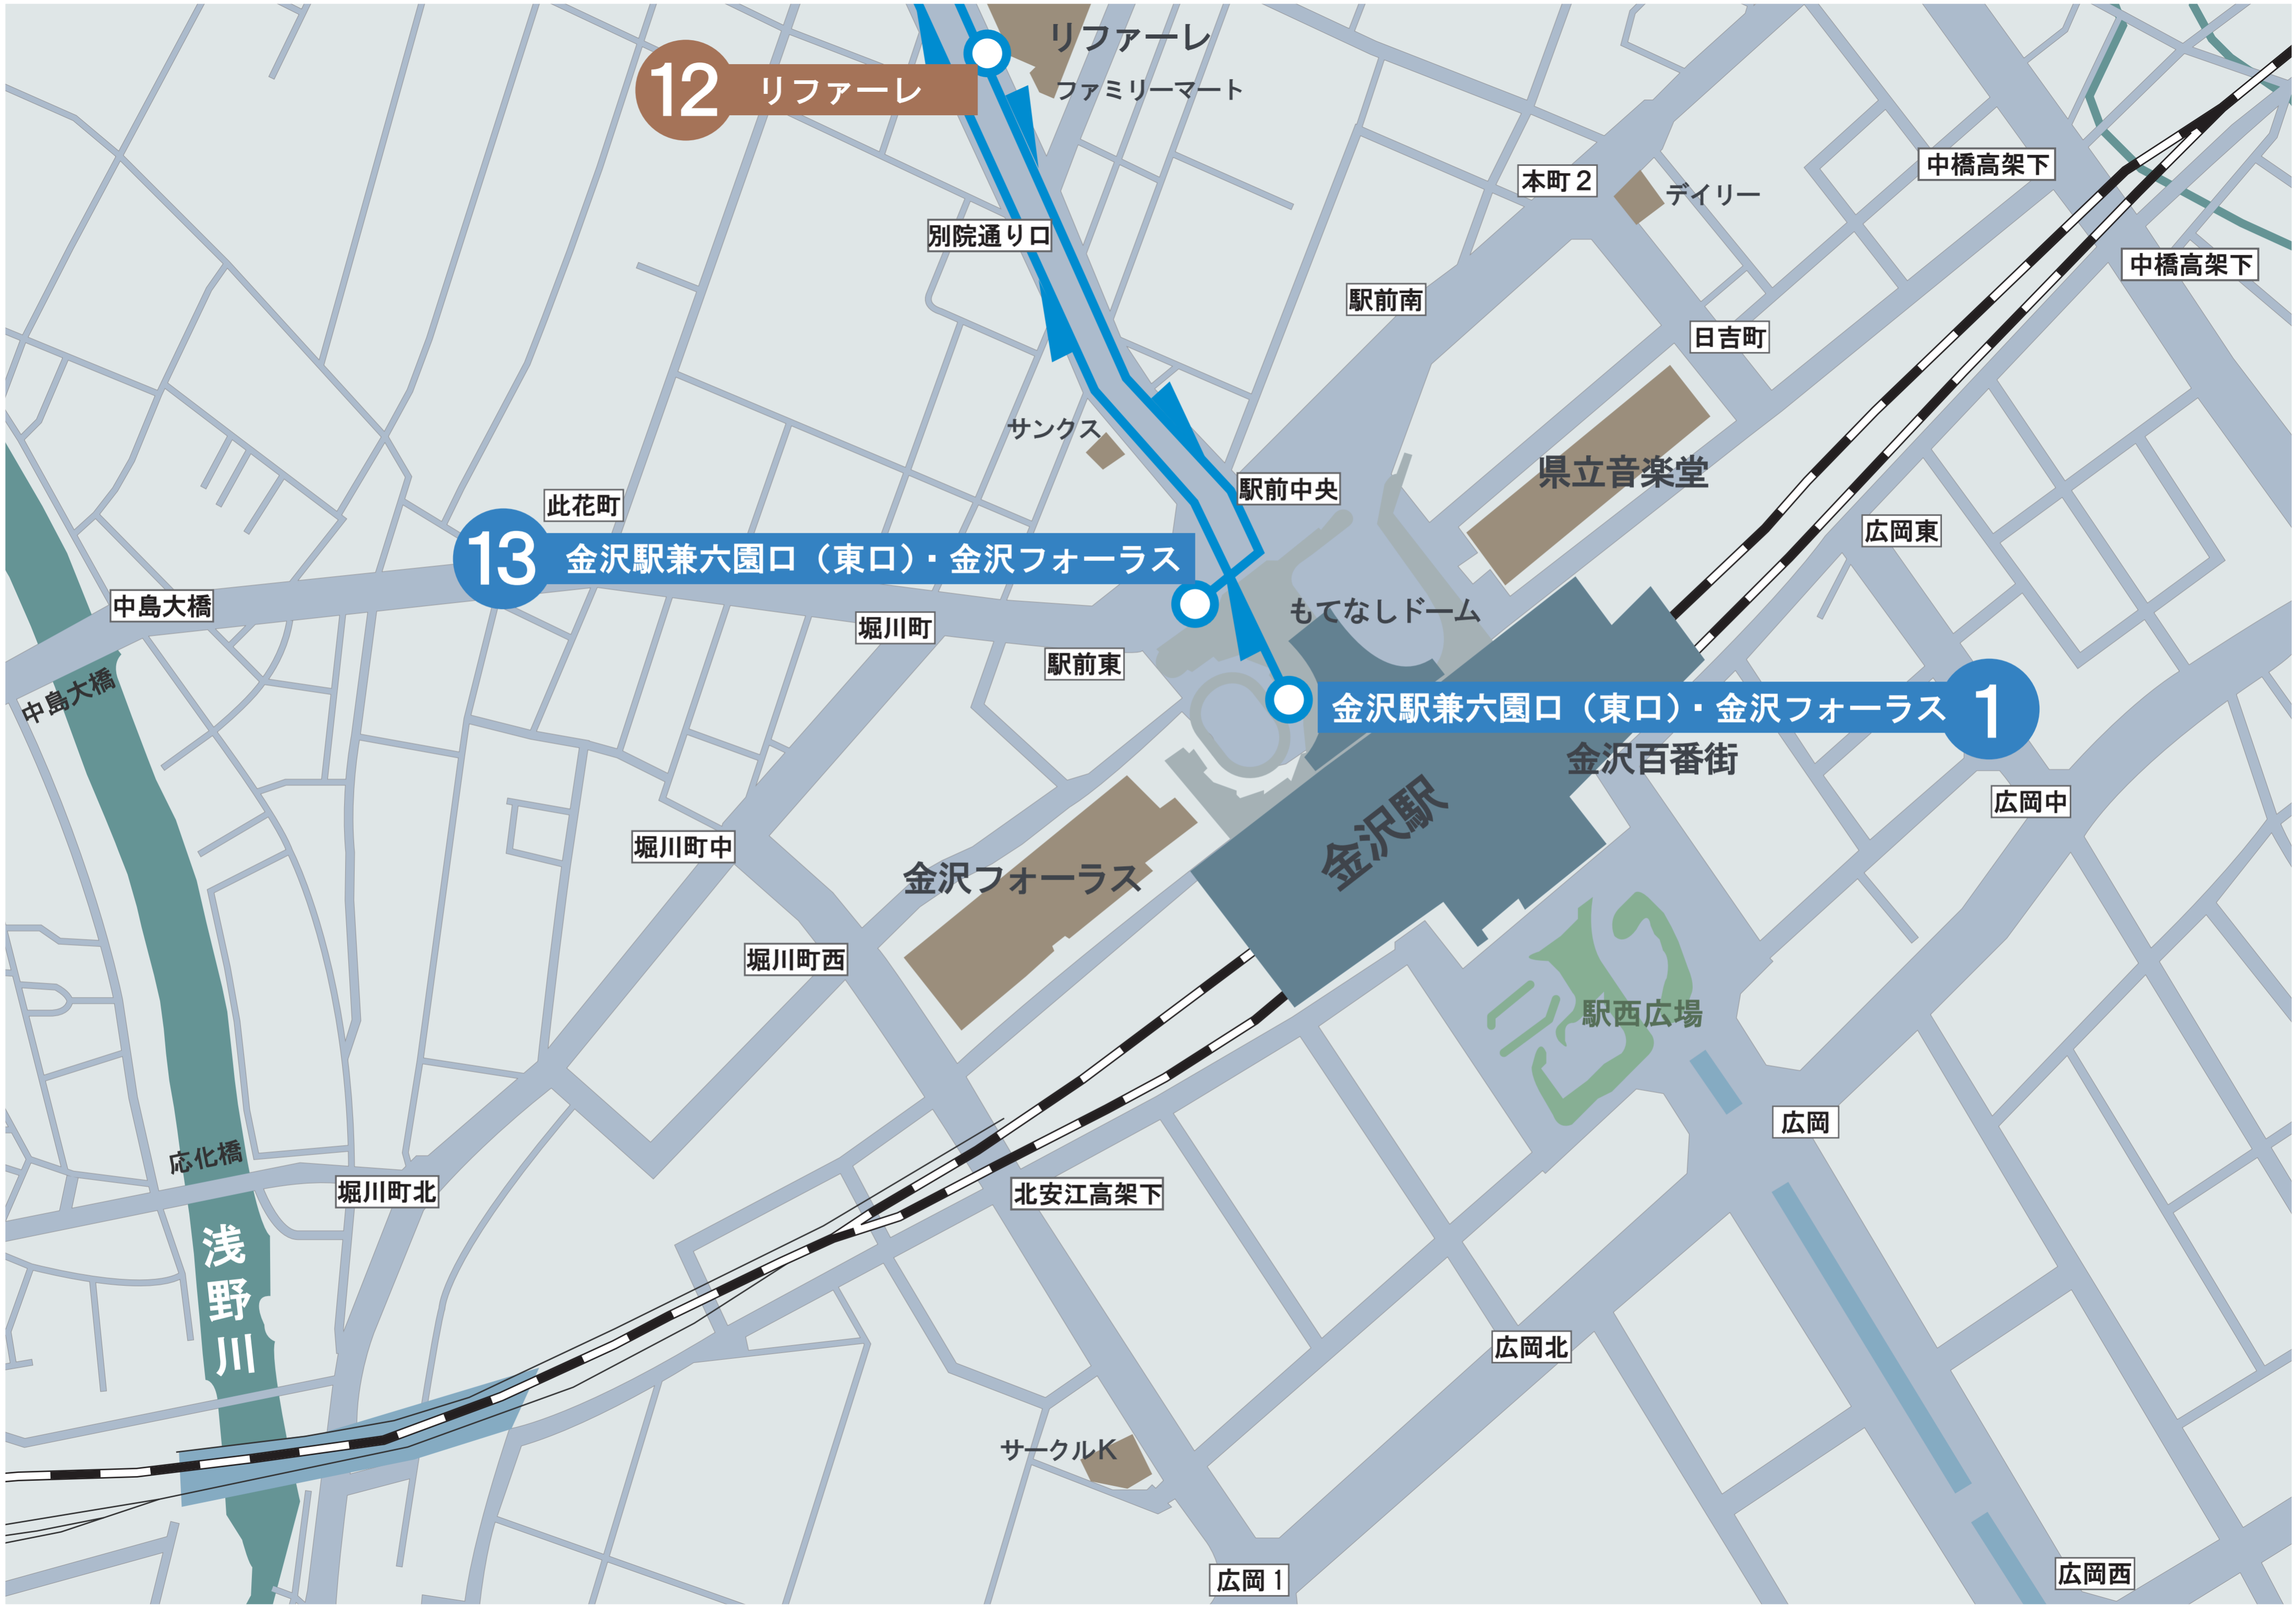 リファーレ
ファミリーマート
12 リファーレ
中橋高架下
本町２
デイリー
別院通り口
中橋高架下
駅前南
日吉町
サンクス
県立音楽堂
駅前中央
此花町
広岡東
13 金沢駅兼六園口（東口）・金沢フォーラス
中島大橋
もてなしドーム
堀川町
駅前東
中島大橋
金沢駅兼六園口（東口）・金沢フォーラス 1
金沢百番街
広岡中
金沢駅
堀川町中
金沢フォーラス
堀川町西
駅西広場
広岡
応化橋
堀川町北
北安江高架下
浅野川
広岡北
サークルK
広岡１
広岡西